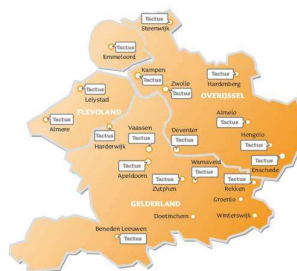 Tactus
Steenwijk
Tactus
Emmeloord
Tactus
Kampen
Tactus
Zwolle
Tactus
Hardenberg
OVERIJSSEL
Tactus
Lelystad
FLEVOLAND
Tactus
Almere
Tactus
Harderwijk
Vaassen
Tactus
Deventer
Tactus
Almelo
Tactus
Hengelo
Tactus
Tactus
Enschede
Apeldoorn
Tactus
Warnsveld
Tactus
Tactus
Zutphen
Tactus
Rekken
GELDERLAND
Groenlo
Doetinchem
Winterswijk
Beneden Leeuwen
Tactus